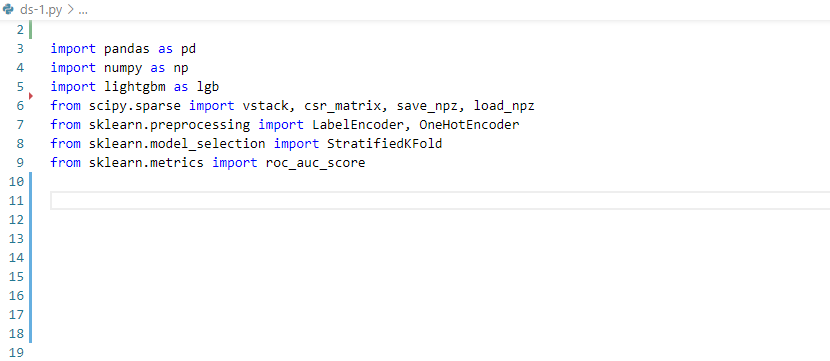 ds-1.py > ...
2
3 import pandas as pd
4 import numpy as np
5 import lightgbm as lgb
6 from scipy.sparse import vstack, csr_matrix, save_npz, load_npz
7 from sklearn.preprocessing import LabelEncoder, OneHotEncoder
8 from sklearn.model_selection import StratifiedKFold
9 from sklearn.metrics import roc_auc_score
10
11
12
13
14
15
16
17
18
19